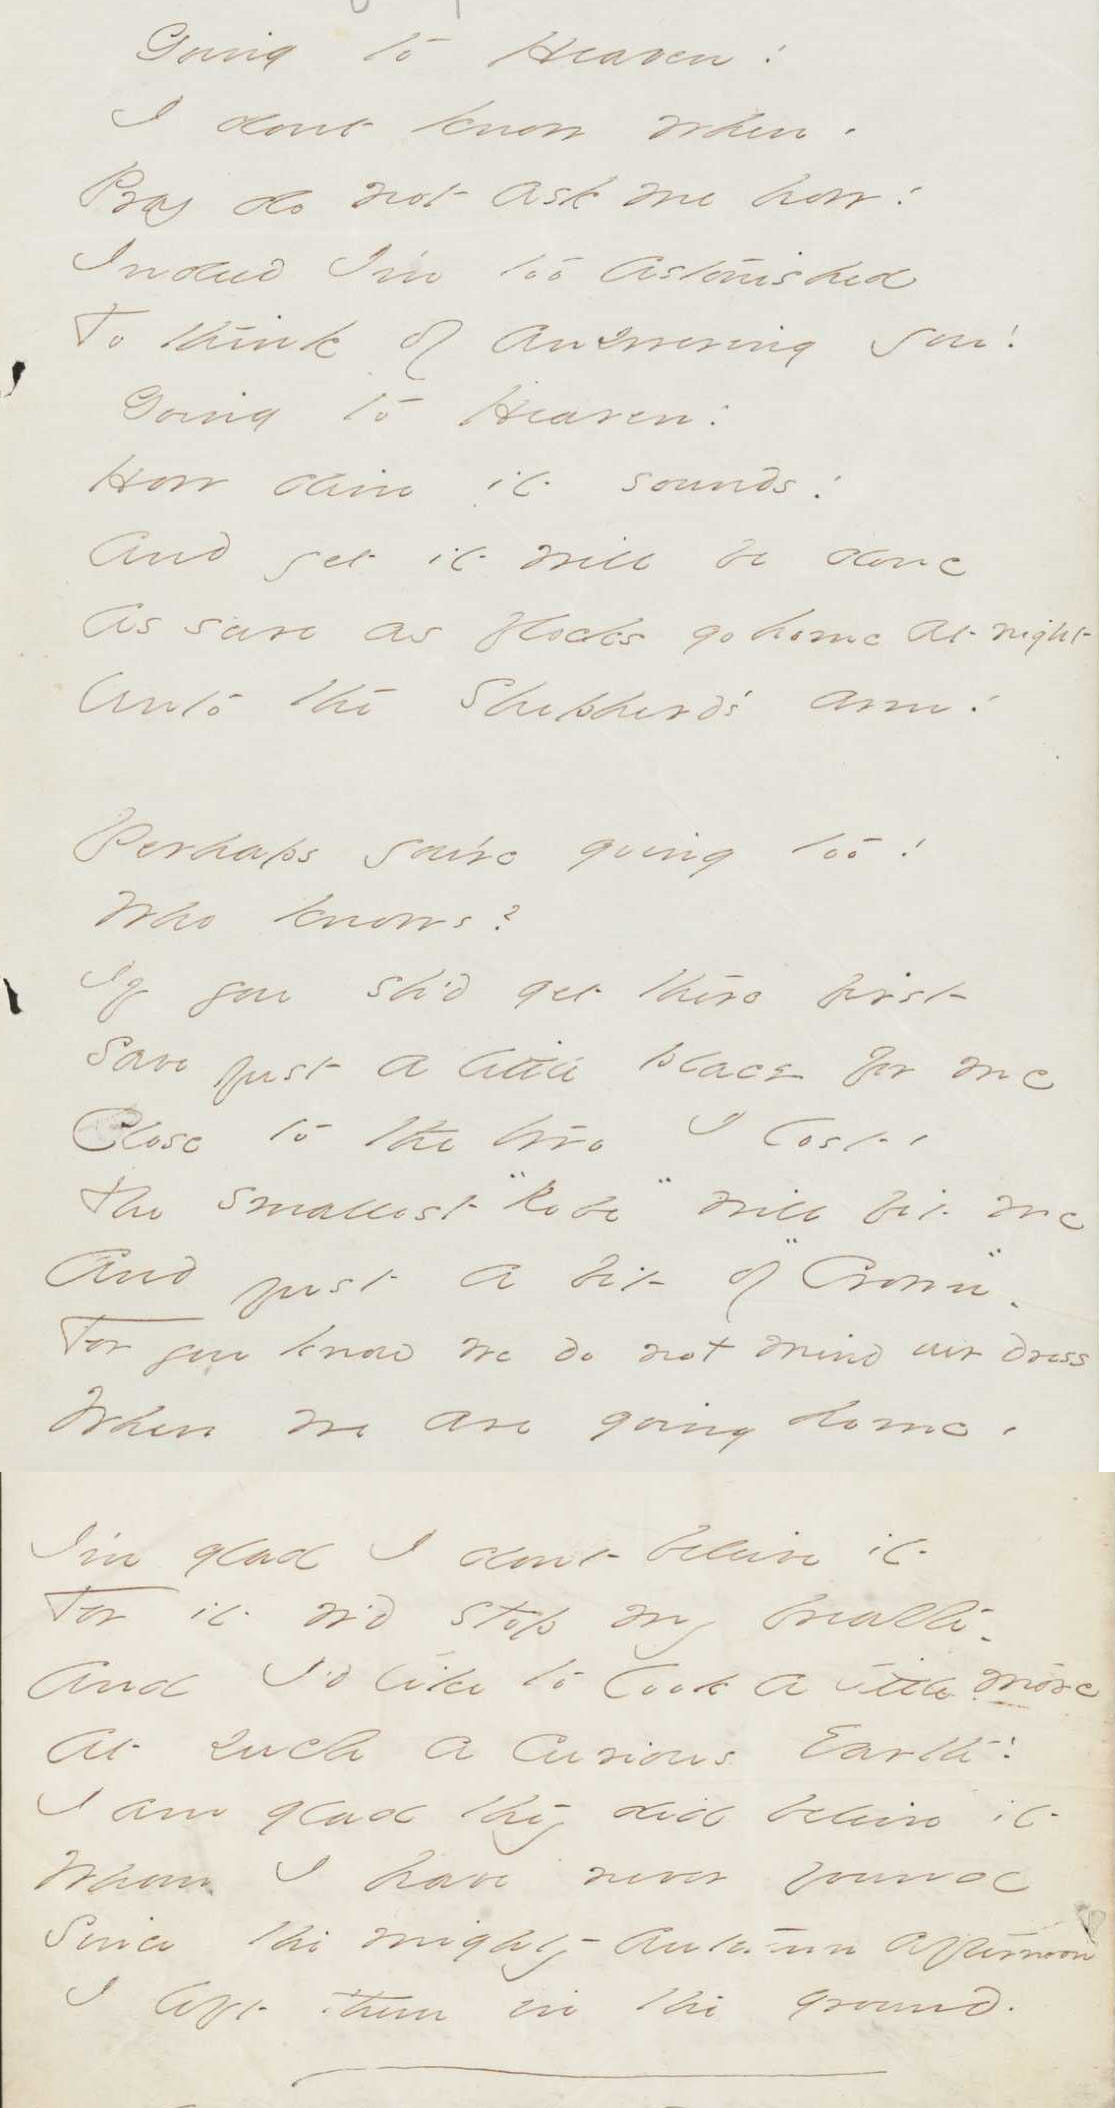 Going to Heaven!
I dont know when.
Pray do not ask me how!
Indeed I'm too astonished
To think of answering you!
Going to Heaven!
How dim it sounds!
And yet it will be done
As sure as flocks go home at night
Unto the Shepherd's arm!
Perhaps you're going too!
Who knows?
If you sh'd get there first
Save just a little place for me
Close to the two I lost.
The smallest "Robe" will fit me
And just a bit of "Crown".
For you know we do not mind our dress
When we are going home.
I'm glad I dont believe it
For it w'd stop my breath.
And I'd like to look a little more
At such a curious Earth!
I am glad they did believe it
Whom I have never found
Since the mighty autumn afternoon
I left them in the ground.